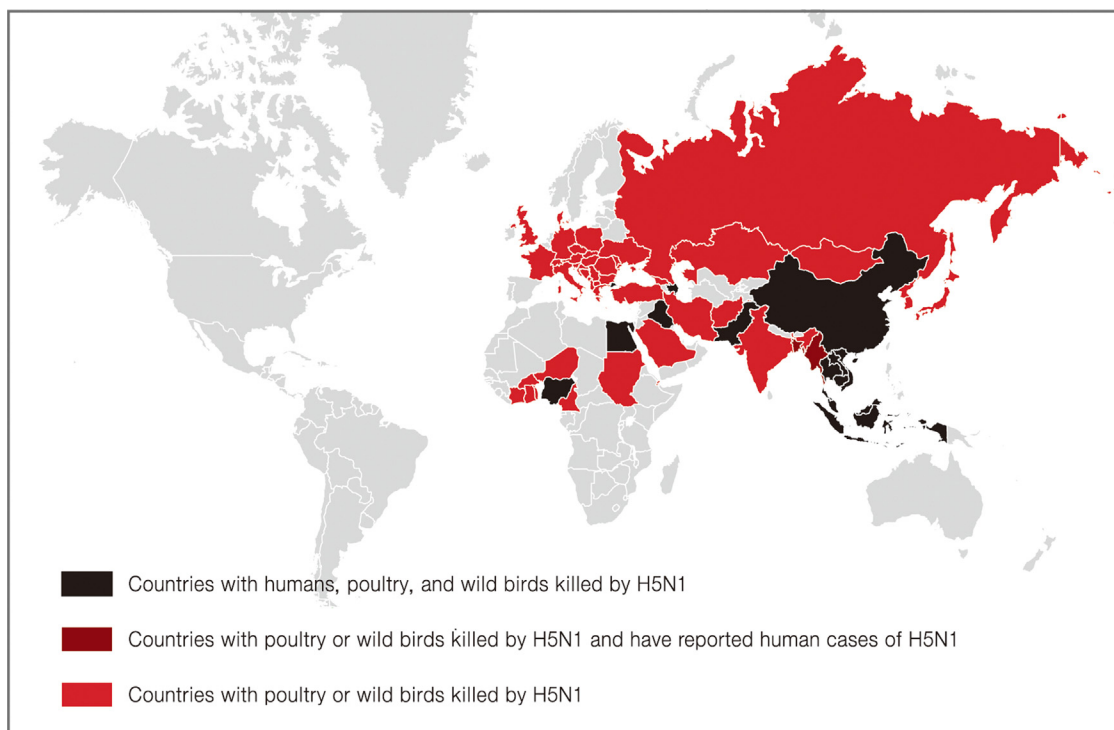 Countries with humans, poultry, and wild birds killed by H5N1
Countries with poultry or wild birds killed by H5N1 and have reported human cases of H5N1
Countries with poultry or wild birds killed by H5N1